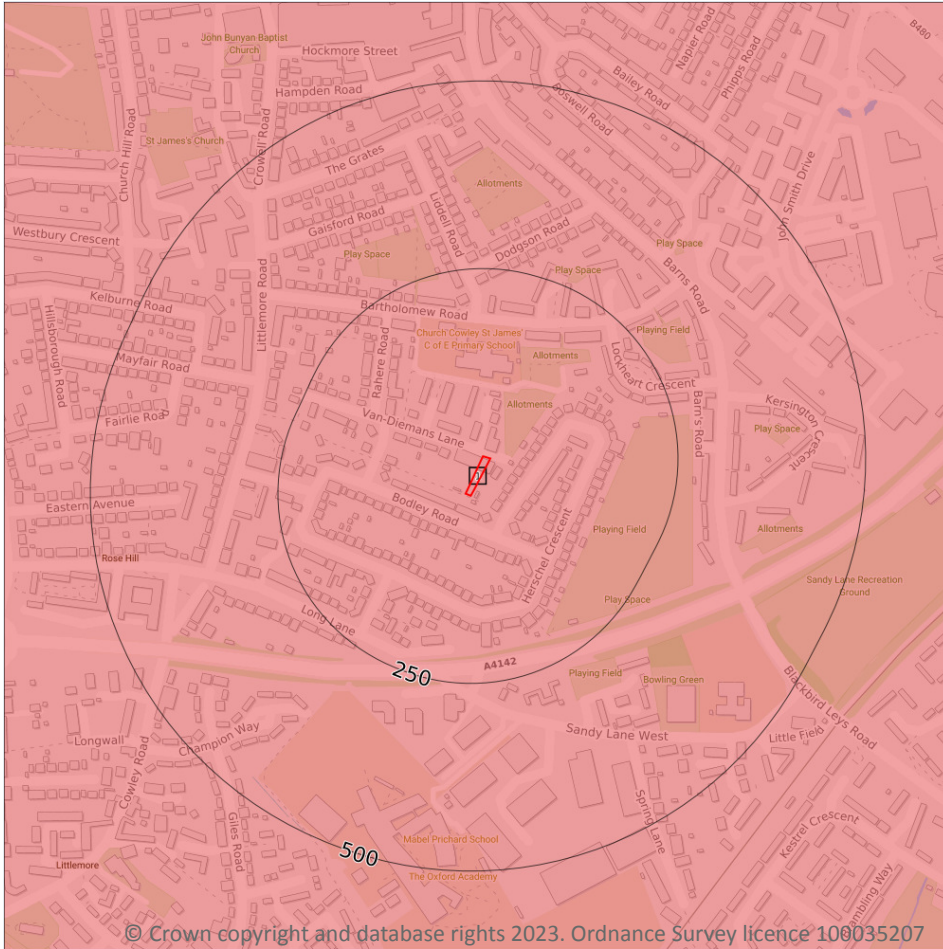 John Bunyan Baptist
Church
Hockmore Street
Napier Road
B480
Phipps Road
Bailey Road
Hampden Road
Boswell Road
Church Hill Road
St James's Church
Crowell Road
The Grates
Allotments
John Smith Drive
Liddell Road
Gaisford Road
Westbury Crescent
Play Space
Dodgson Road
Play Space
Play Space
Barns Road
Littlemore Road
Kelburne Road
Bartholomew Road
Hillsborough Road
Church Cowley St James'
C of E Primary School
Playing Field
Allotments
Lockheart Crescent
Rahere Road
Mayfair Road
Allotments
Barn's Road
Kersington Crescent
Fairlie Road
Van-Diemans Lane
Play Space
1
Bodley Road
Eastern Avenue
Herschel Crescent
Playing Field
Allotments
Rose Hill
Sandy Lane Recreation
Ground
Play Space
Long Lane
A4142
250
Playing Field
Bowling Green
Blackbird Leys Road
Longwall
Champion Way
Sandy Lane West
Little Field
Cowley Road
Giles Road
Spring Lane
Kestrel Crescent
Mabel Prichard School
500
Littlemore
The Oxford Academy
© Crown copyright and database rights 2023. Ordnance Survey licence 100035207